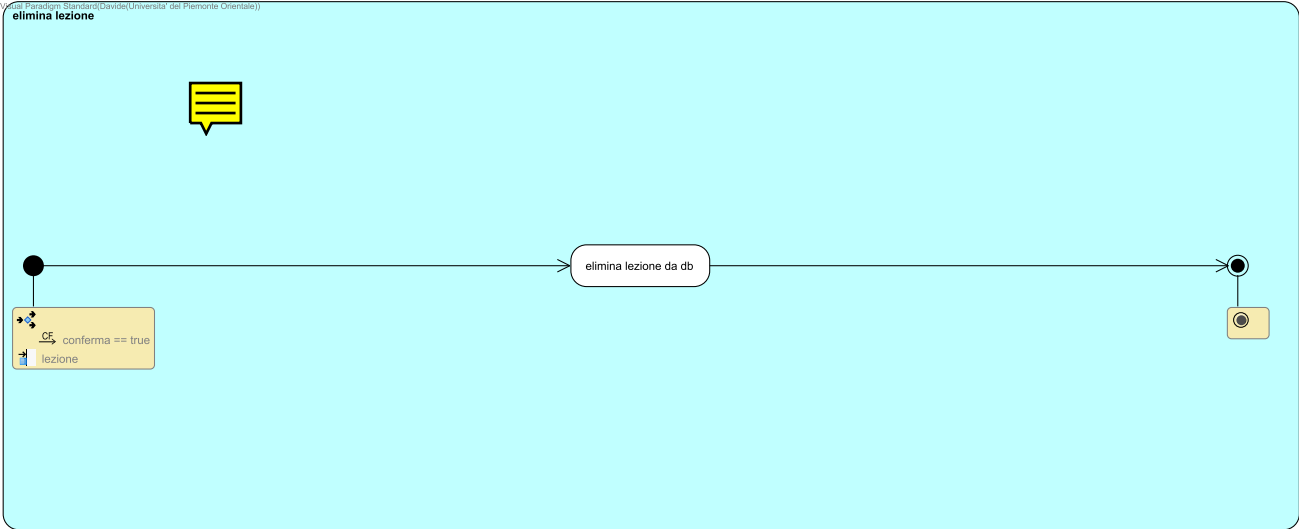 Visual Paradigm Standard(Davide(Universita' del Piemonte Orientale))
elimina lezione
elimina lezione da db
CF
conferma == true
lezione